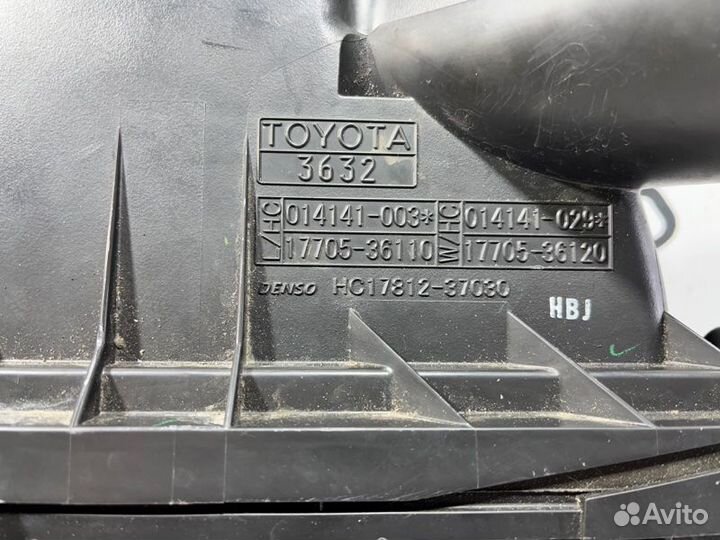 TOYOTA
3632
L/HC 014141-003* W/HC 014141-029*
17705-36110 17705-36120
DENSO HC17812-37030
HBJ
Avito